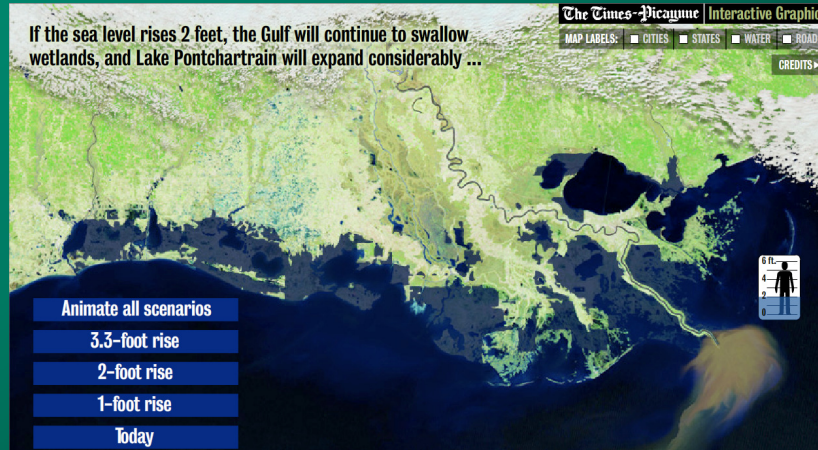 The Times-Picayune | Interactive Graphic
If the sea level rises 2 feet, the Gulf will continue to swallow
wetlands, and Lake Pontchartrain will expand considerably ...
MAP LABELS: CITIES STATES WATER ROAD
CREDITS
6 ft.
4
2
0
Animate all scenarios
3.3-foot rise
2-foot rise
1-foot rise
Today